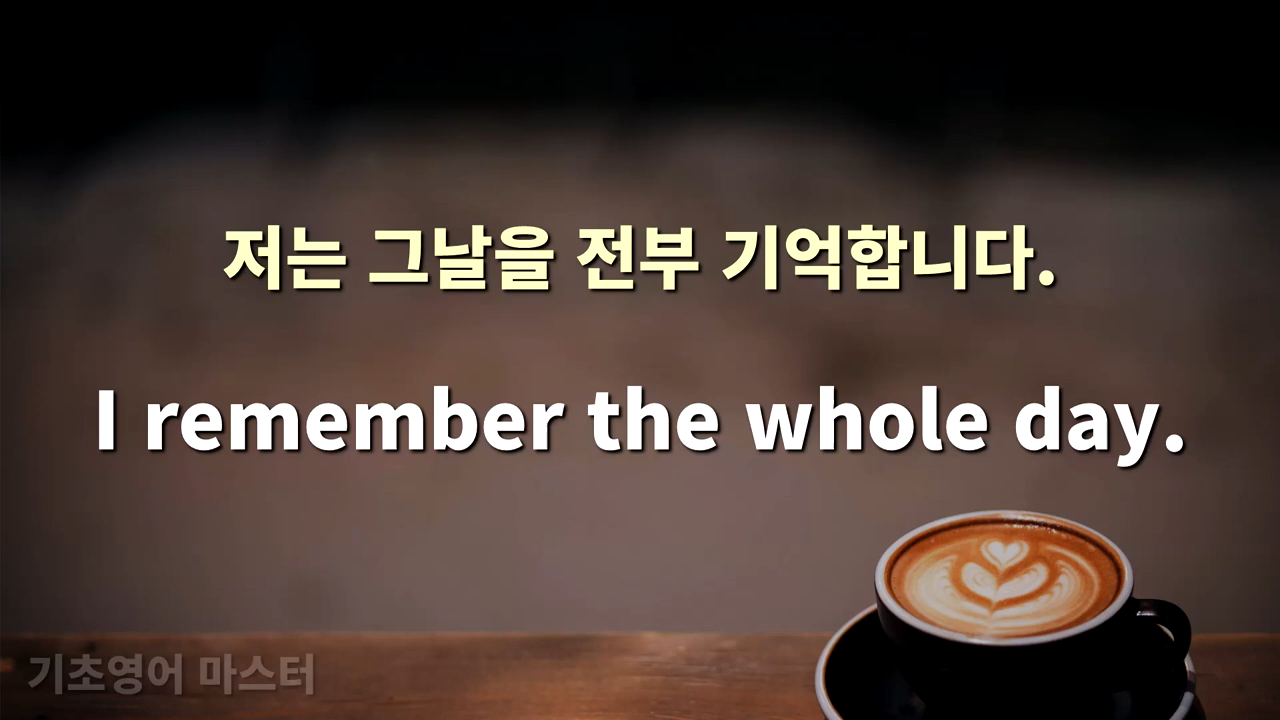 저는 그날을 전부 기억합니다.
I remember the whole day.
기초영어 마스터